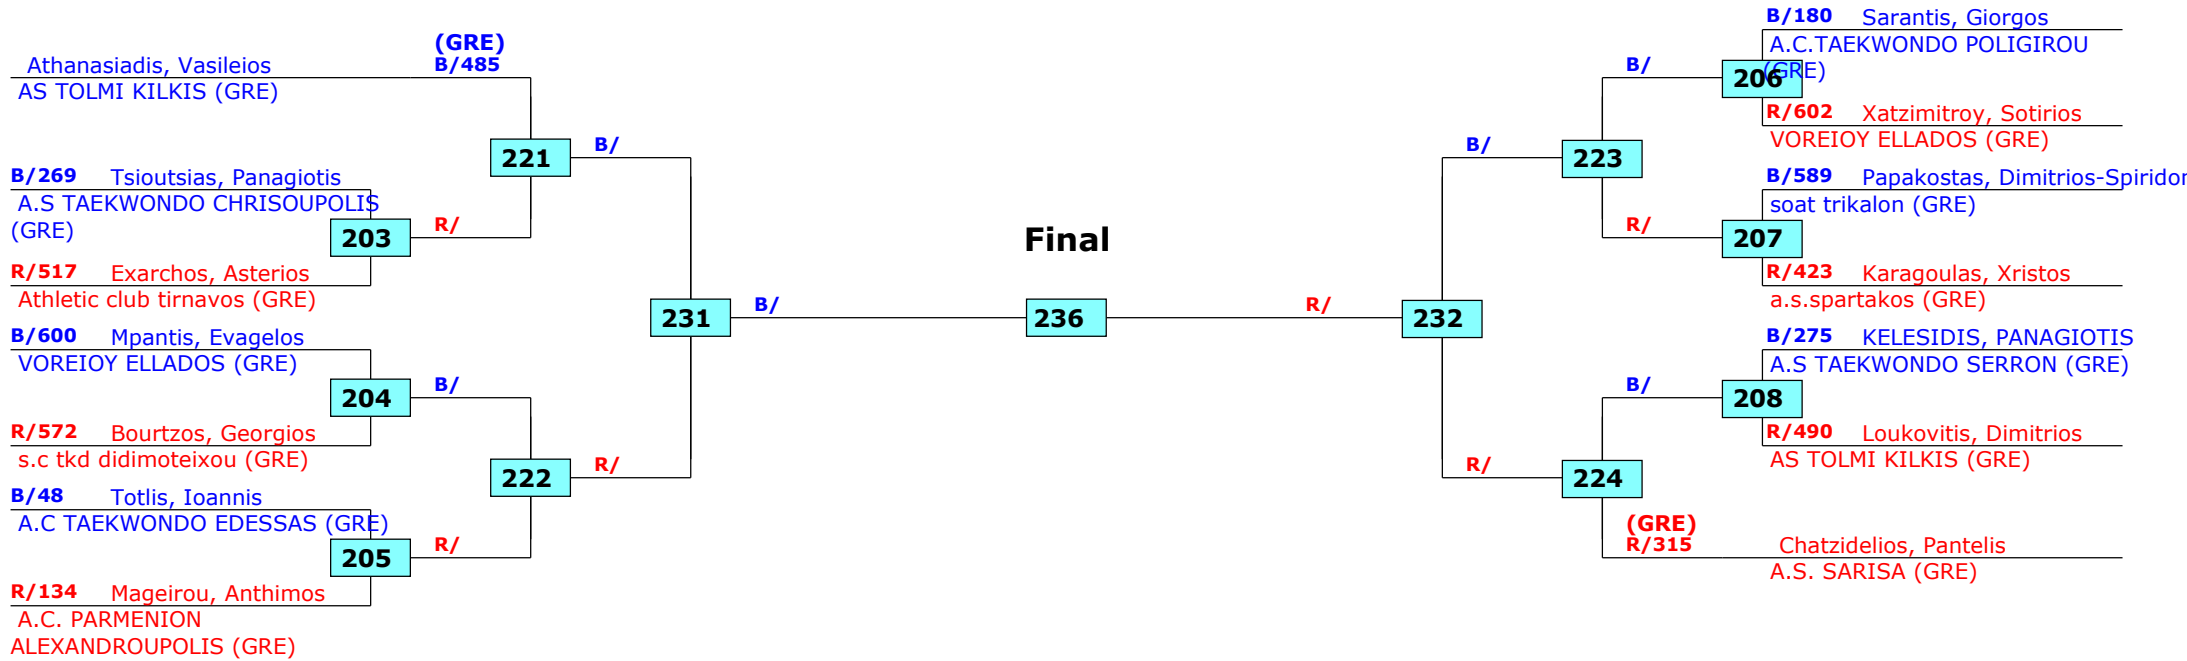 (GRE)
Athanasiadis, Vasileios B/485
AS TOLMI KILKIS (GRE)
221
B/
B/269 Tsioutsias, Panagiotis
A.S TAEKWONDO CHRISOUPOLIS
(GRE)
203
R/
R/517 Exarchos, Asterios
Athletic club tirnavos (GRE)
231
B/
B/600 Mpantis, Evagelos
VOREIOY ELLADOS (GRE)
204
B/
R/572 Bourtzos, Georgios
s.c tkd didimoteixou (GRE)
222
R/
B/48 Totlis, Ioannis
A.C TAEKWONDO EDESSAS (GRE)
205
R/
R/134 Mageirou, Anthimos
A.C. PARMENION
ALEXANDROUPOLIS (GRE)
Final
236
B/180 Sarantis, Giorgos
A.C.TAEKWONDO POLIGIROU
(GRE)
B/
206
R/602 Xatzimitroy, Sotirios
VOREIOY ELLADOS (GRE)
B/
223
B/589 Papakostas, Dimitrios-Spiridon
soat trikalon (GRE)
R/
207
R/423 Karagoulas, Xristos
a.s.spartakos (GRE)
R/
232
B/275 KELESIDIS, PANAGIOTIS
A.S TAEKWONDO SERRON (GRE)
B/
208
R/490 Loukovitis, Dimitrios
AS TOLMI KILKIS (GRE)
R/
224
(GRE)
R/315 Chatzidelios, Pantelis
A.S. SARISA (GRE)